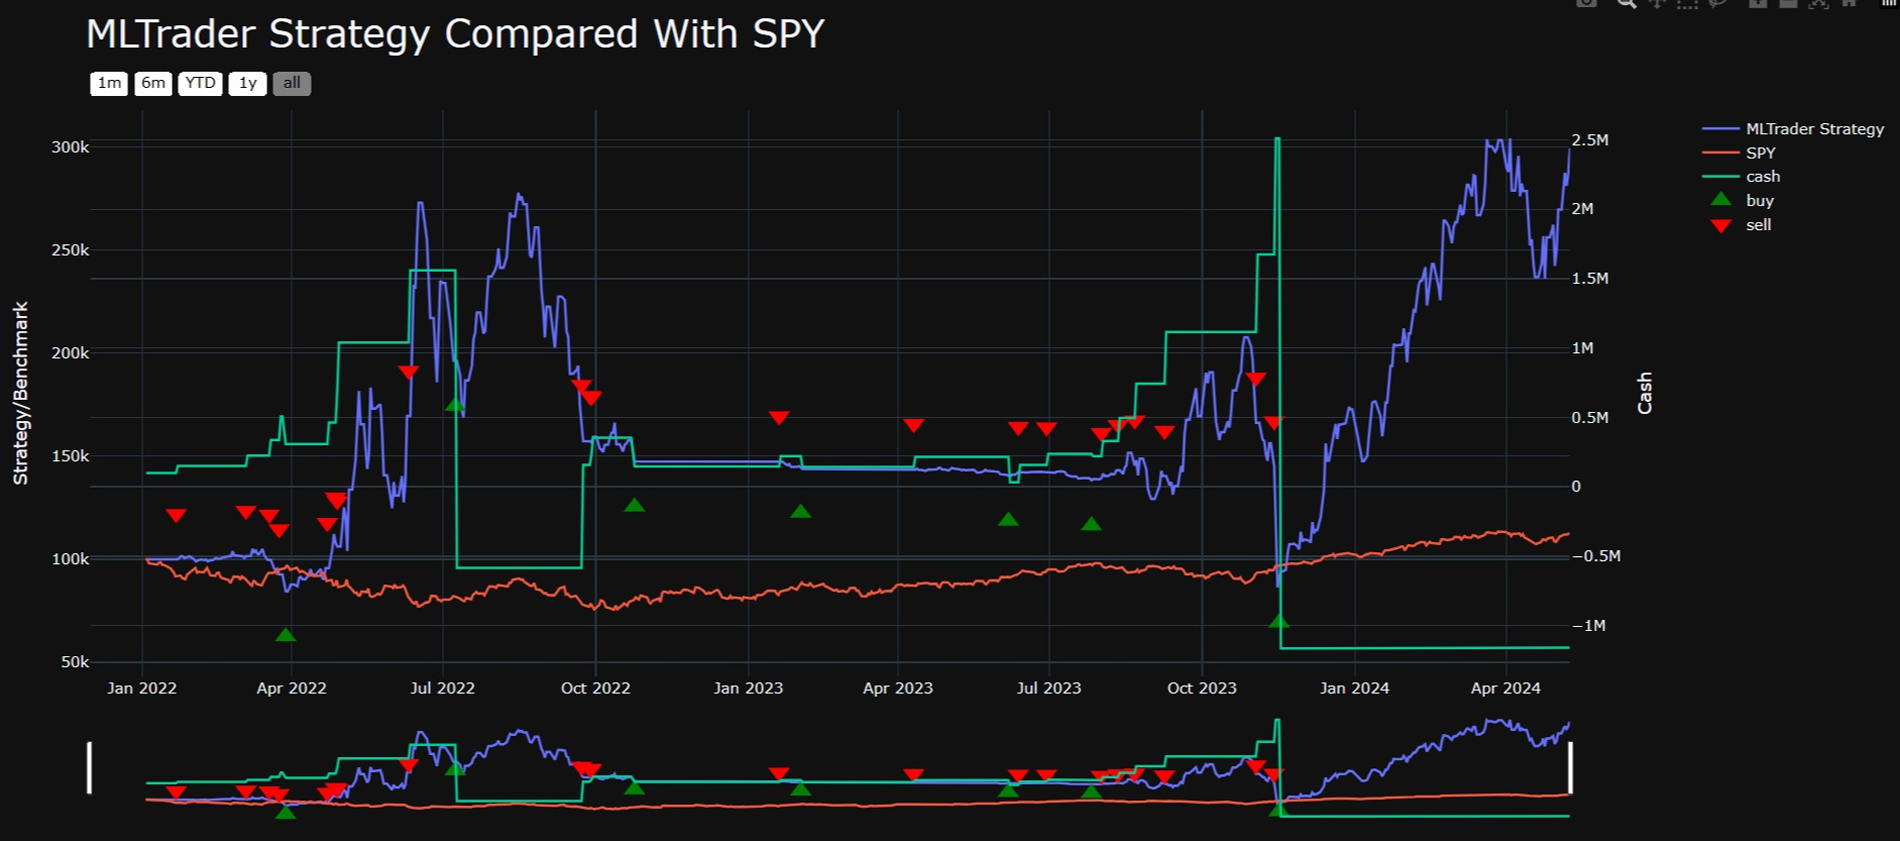 MLTrader Strategy Compared With SPY
1m 6m YTD 1y all
MLTrader Strategy
SPY
cash
buy
sell
Strategy/Benchmark
300k
250k
200k
150k
100k
50k
2.5M
2M
1.5M
1M
0.5M
0
−0.5M
−1M
Cash
Jan 2022 Apr 2022 Jul 2022 Oct 2022 Jan 2023 Apr 2023 Jul 2023 Oct 2023 Jan 2024 Apr 2024